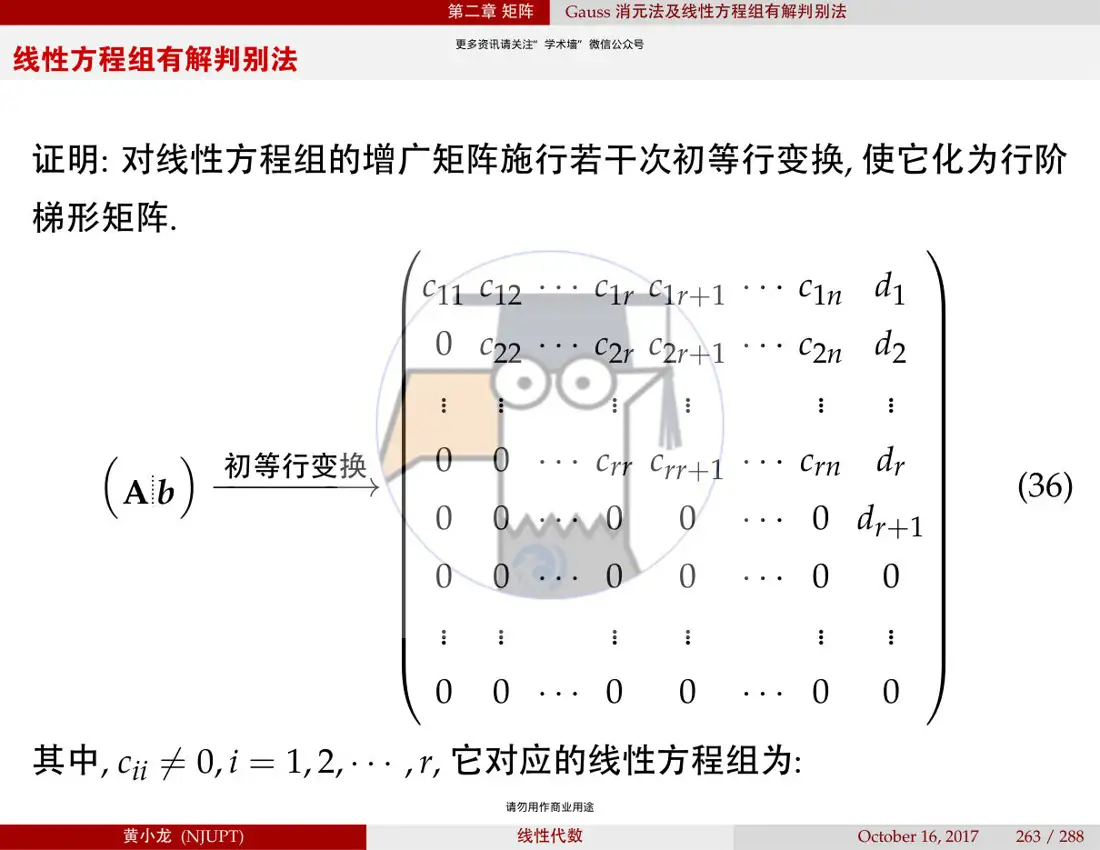 第二章 矩阵 Gauss 消元法及线性方程组有解判别法
更多资讯请关注“学术墙”微信公众号
线性方程组有解判别法
证明: 对线性方程组的增广矩阵施行若干次初等行变换, 使它化为行阶
梯形矩阵.
c₁₁ c₁₂ ··· c₁ᵣ c₁ᵣ₊₁ ··· c₁ₙ d₁
0 c₂₂ ··· c₂ᵣ c₂ᵣ₊₁ ··· c₂ₙ d₂
⋮ ⋮ ⋮ ⋮ ⋮ ⋮
(A⋮b) 初等行变换→ 0 0 ··· cᵣᵣ cᵣᵣ₊₁ ··· cᵣₙ dᵣ (36)
0 0 ··· 0 0 ··· 0 dᵣ₊₁
0 0 ··· 0 0 ··· 0 0
⋮ ⋮ ⋮ ⋮ ⋮ ⋮
0 0 ··· 0 0 ··· 0 0
其中, cᵢᵢ ≠ 0, i = 1, 2, ··· , r, 它对应的线性方程组为:
请勿用作商业用途
黄小龙 (NJUPT) 线性代数 October 16, 2017 263 / 288